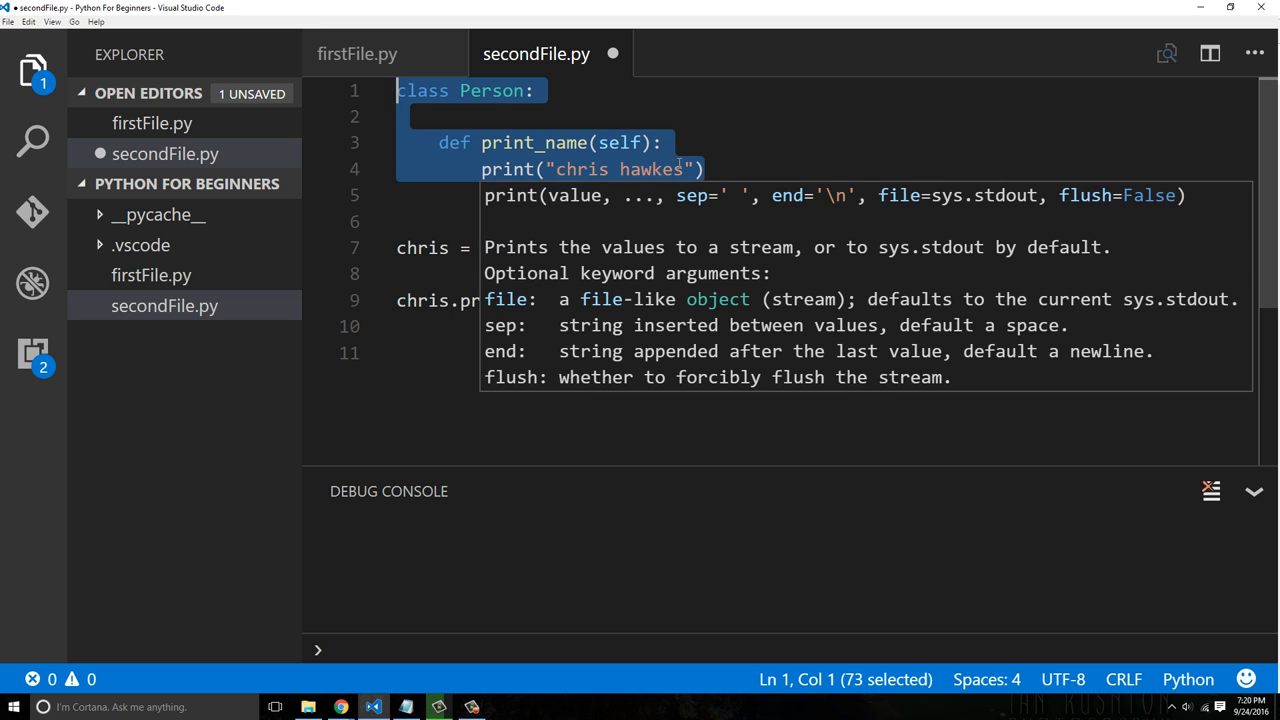 secondFile.py - Python For Beginners - Visual Studio Code
File Edit View Go Help
EXPLORER
OPEN EDITORS 1 UNSAVED
firstFile.py
secondFile.py
PYTHON FOR BEGINNERS
__pycache__
.vscode
firstFile.py
secondFile.py
1
2
firstFile.py secondFile.py
1 class Person:
2
3 def print_name(self):
4 print("chris hawkes")
5
6
7 chris =
8
9 chris.pr
10
11
print(value, ..., sep=' ', end='\n', file=sys.stdout, flush=False)
Prints the values to a stream, or to sys.stdout by default.
Optional keyword arguments:
file: a file-like object (stream); defaults to the current sys.stdout.
sep: string inserted between values, default a space.
end: string appended after the last value, default a newline.
flush: whether to forcibly flush the stream.
DEBUG CONSOLE
0 0 Ln 1, Col 1 (73 selected) Spaces: 4 UTF-8 CRLF Python
I'm Cortana. Ask me anything.
7:20 PM
9/24/2016